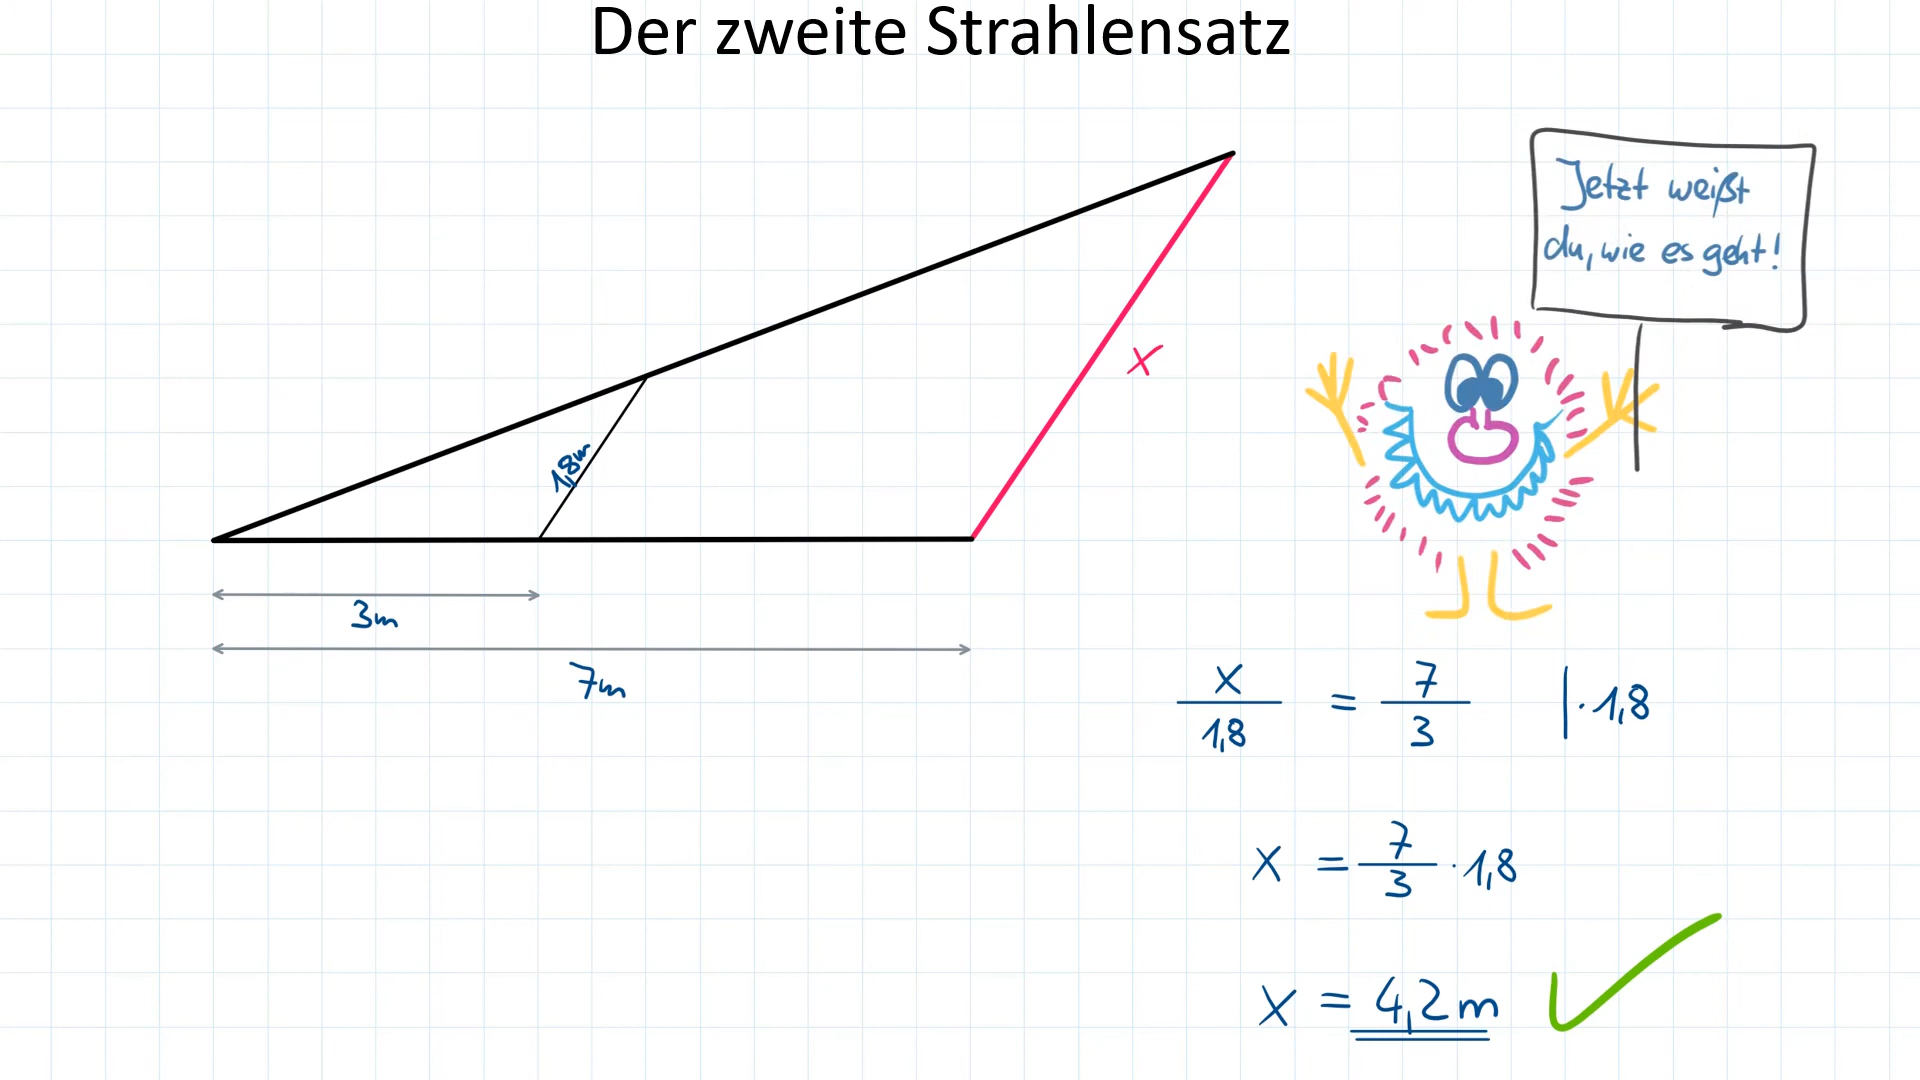 Der zweite Strahlensatz
Jetzt weißt
du, wie es geht!
x
1,8m
3m
7m
x/1,8 = 7/3 | · 1,8
x = 7/3 · 1,8
x = 4,2 m